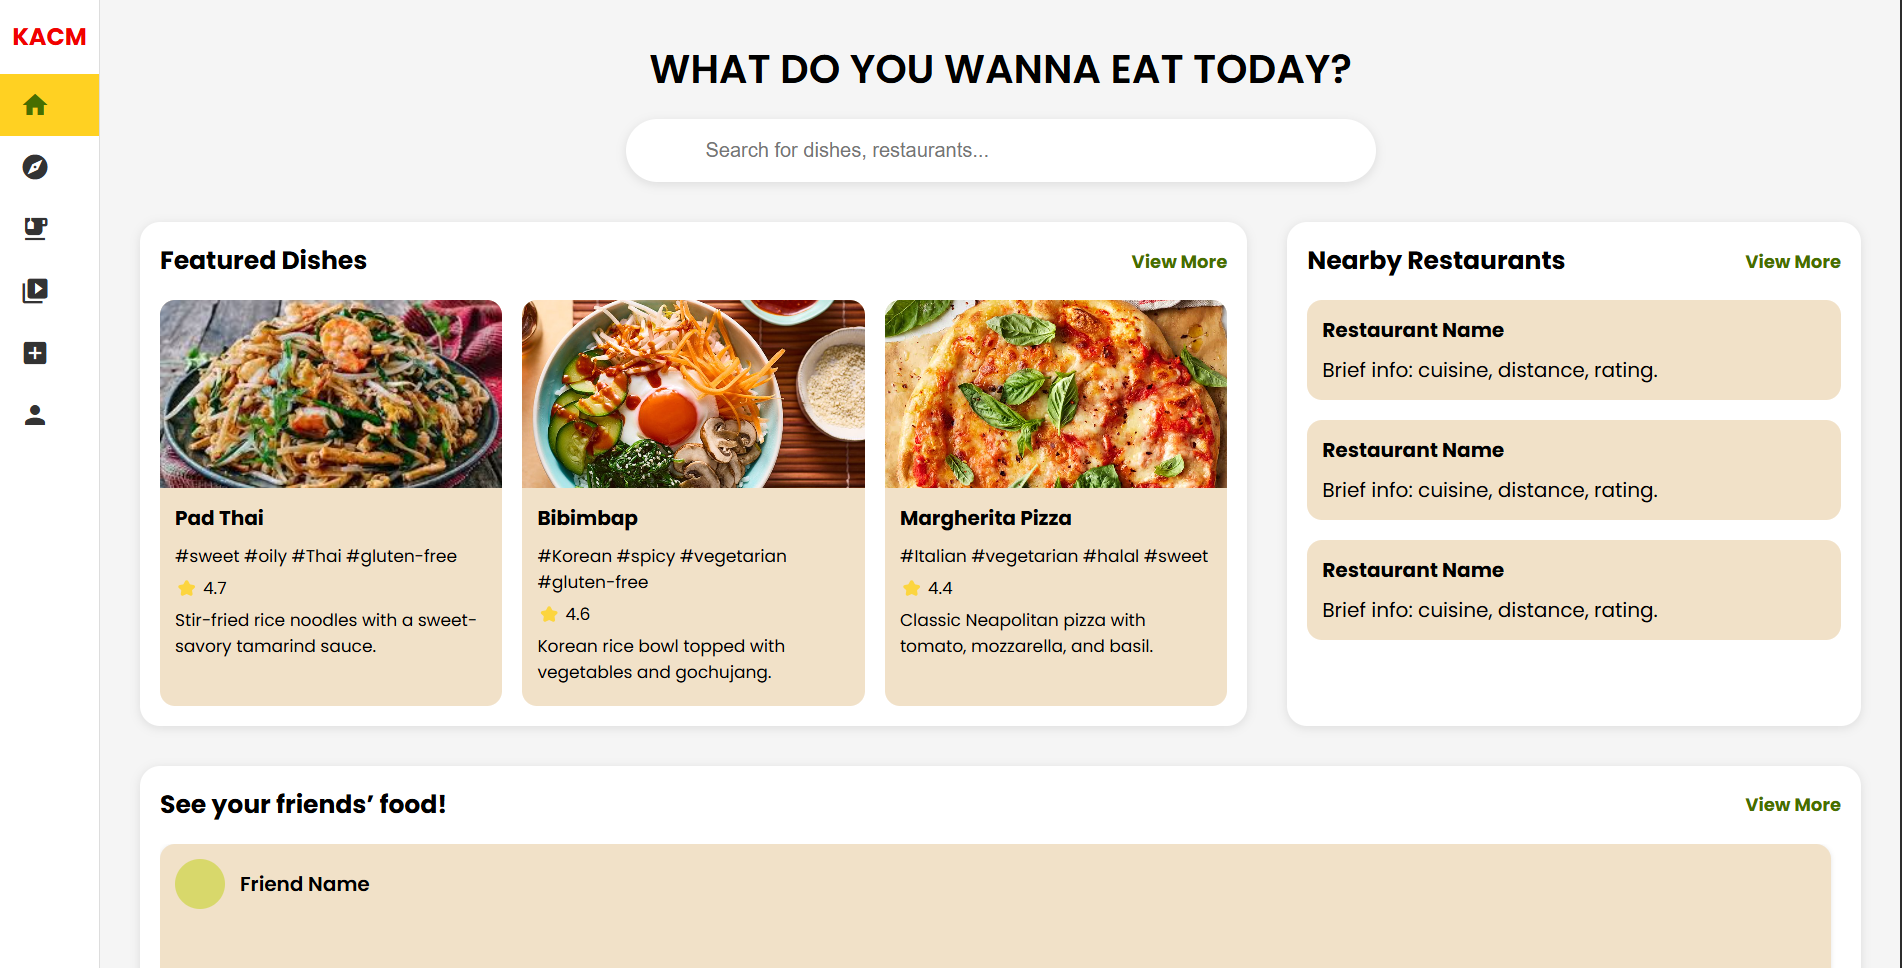 KACM
WHAT DO YOU WANNA EAT TODAY?
Search for dishes, restaurants...
Featured Dishes
View More
Pad Thai
#sweet #oily #Thai #gluten-free
4.7
Stir-fried rice noodles with a sweet-
savory tamarind sauce.
Bibimbap
#Korean #spicy #vegetarian
#gluten-free
4.6
Korean rice bowl topped with
vegetables and gochujang.
Margherita Pizza
#Italian #vegetarian #halal #sweet
4.4
Classic Neapolitan pizza with
tomato, mozzarella, and basil.
Nearby Restaurants
View More
Restaurant Name
Brief info: cuisine, distance, rating.
Restaurant Name
Brief info: cuisine, distance, rating.
Restaurant Name
Brief info: cuisine, distance, rating.
See your friends’ food!
View More
Friend Name